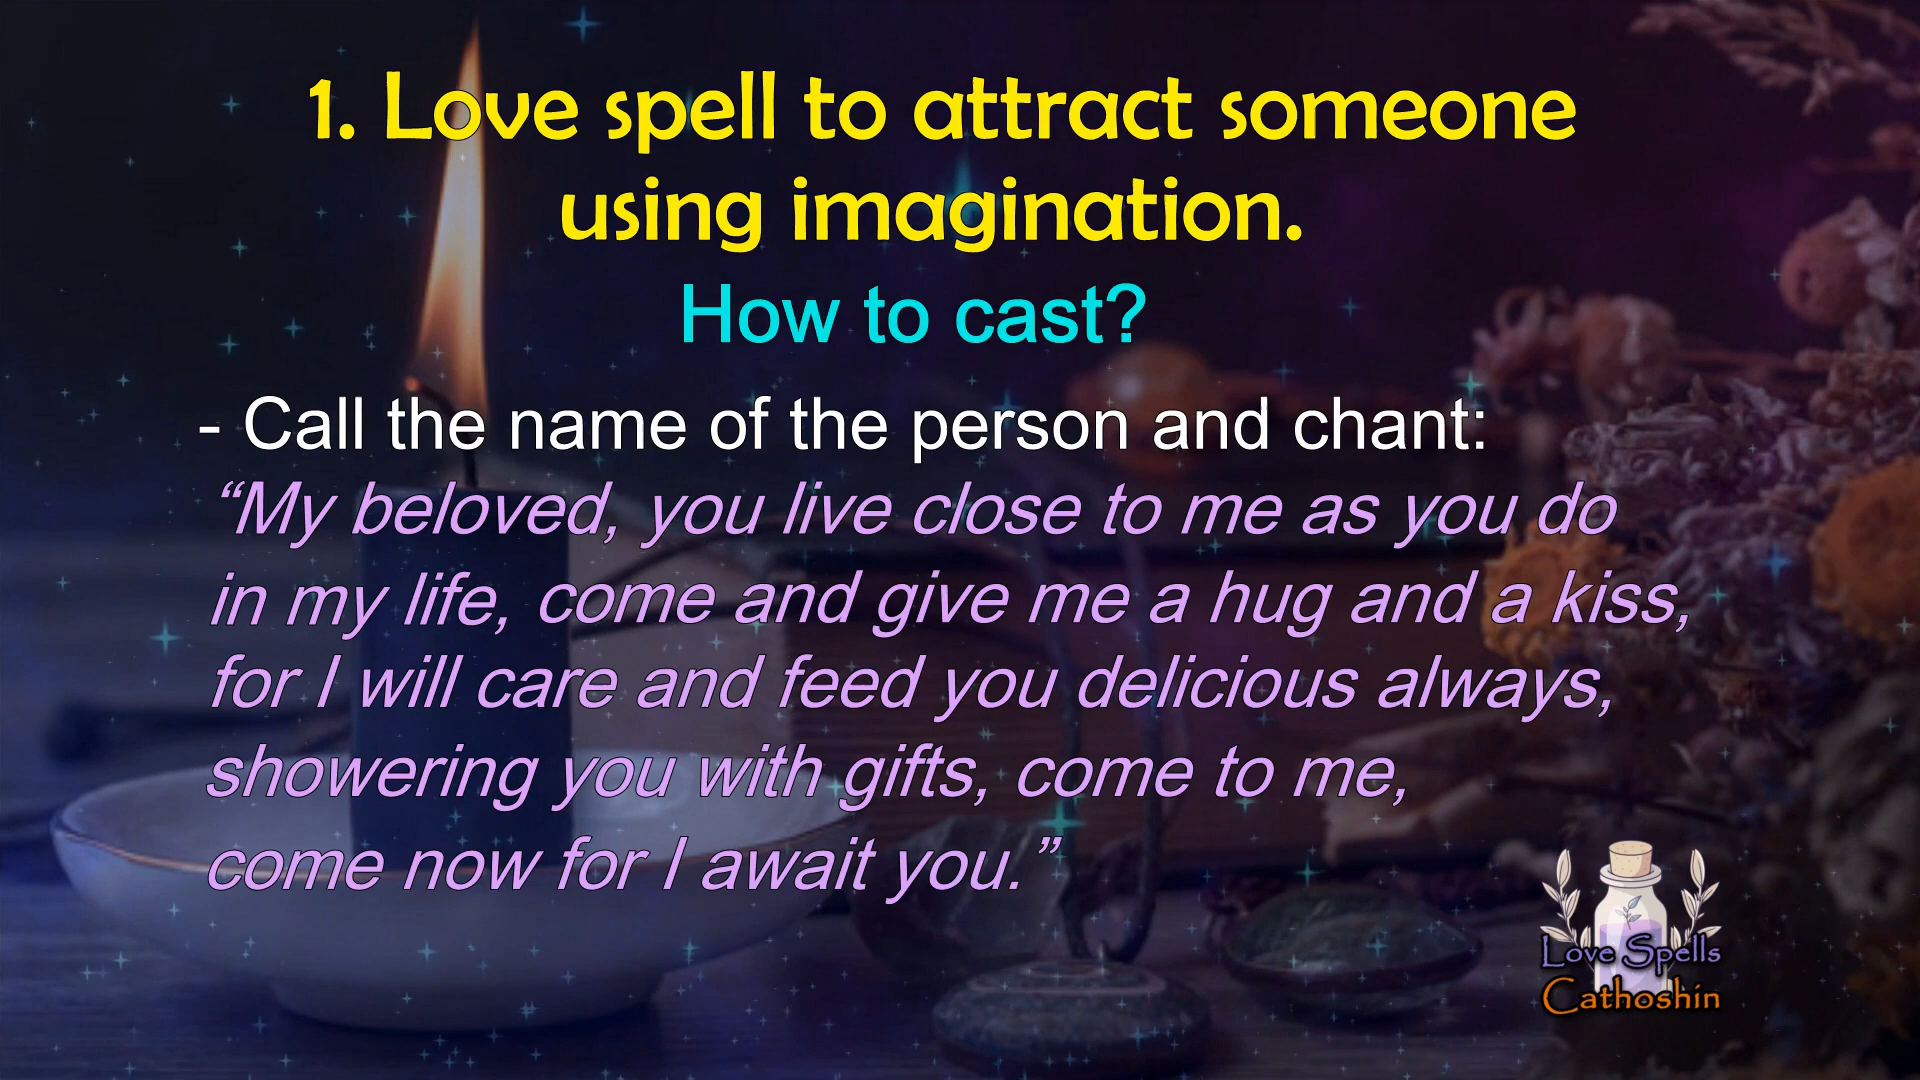 1. Love spell to attract someone
using imagination.
How to cast?
- Call the name of the person and chant:
“My beloved, you live close to me as you do
in my life, come and give me a hug and a kiss,
for I will care and feed you delicious always,
showering you with gifts, come to me,
come now for I await you.”
Love Spells
Cathoshin